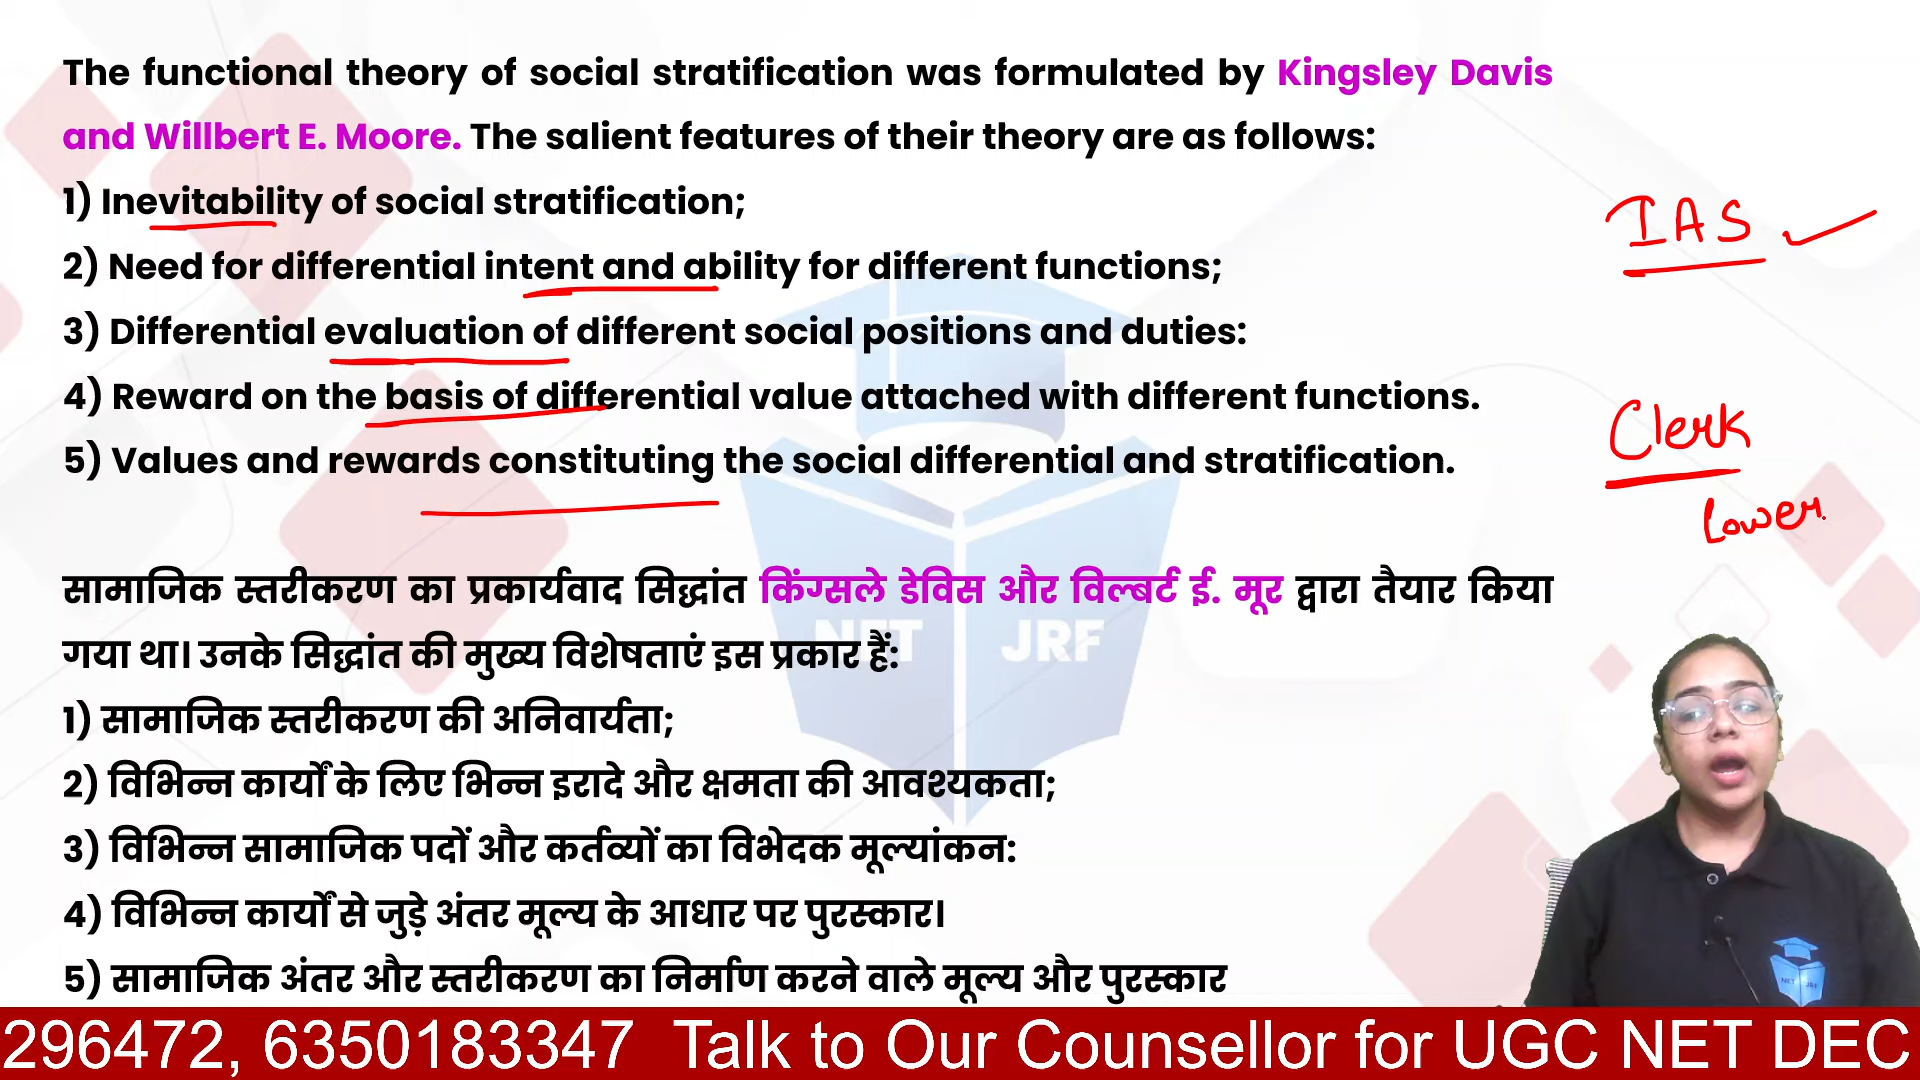 The functional theory of social stratification was formulated by Kingsley Davis
and Willbert E. Moore. The salient features of their theory are as follows:
1) Inevitability of social stratification;
2) Need for differential intent and ability for different functions;
3) Differential evaluation of different social positions and duties:
4) Reward on the basis of differential value attached with different functions.
5) Values and rewards constituting the social differential and stratification.
IAS
Clerk
Lower.
सामाजिक स्तरीकरण का प्रकार्यवाद सिद्धांत किंग्सले डेविस और विल्बर्ट ई. मूर द्वारा तैयार किया
गया था। उनके सिद्धांत की मुख्य विशेषताएं इस प्रकार हैं:
1) सामाजिक स्तरीकरण की अनिवार्यता;
2) विभिन्न कार्यों के लिए भिन्न इरादे और क्षमता की आवश्यकता;
3) विभिन्न सामाजिक पदों और कर्तव्यों का विभेदक मूल्यांकन:
4) विभिन्न कार्यों से जुड़े अंतर मूल्य के आधार पर पुरस्कार।
5) सामाजिक अंतर और स्तरीकरण का निर्माण करने वाले मूल्य और पुरस्कार
NET JRF
NET JRF
296472, 6350183347 Talk to Our Counsellor for UGC NET DEC